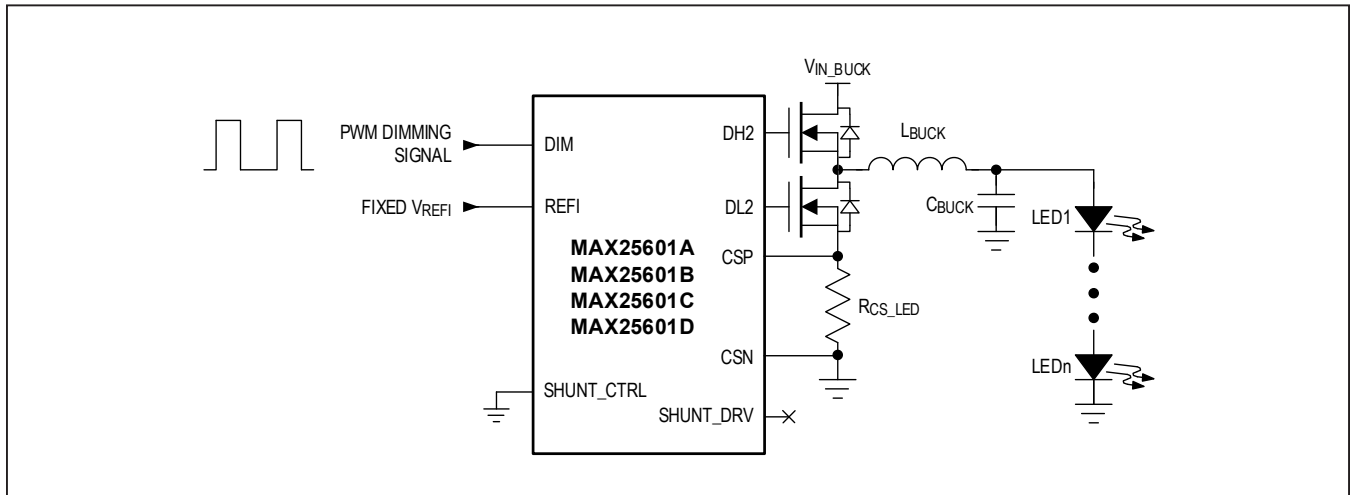 VIN_BUCK
PWM DIMMING
SIGNAL
DIM
DH2
LBUCK
FIXED VREFI
REFI
DL2
CBUCK
LED1
MAX25601A
MAX25601B
MAX25601C
MAX25601D
CSP
RCS_LED
CSN
LEDn
SHUNT_CTRL
SHUNT_DRV